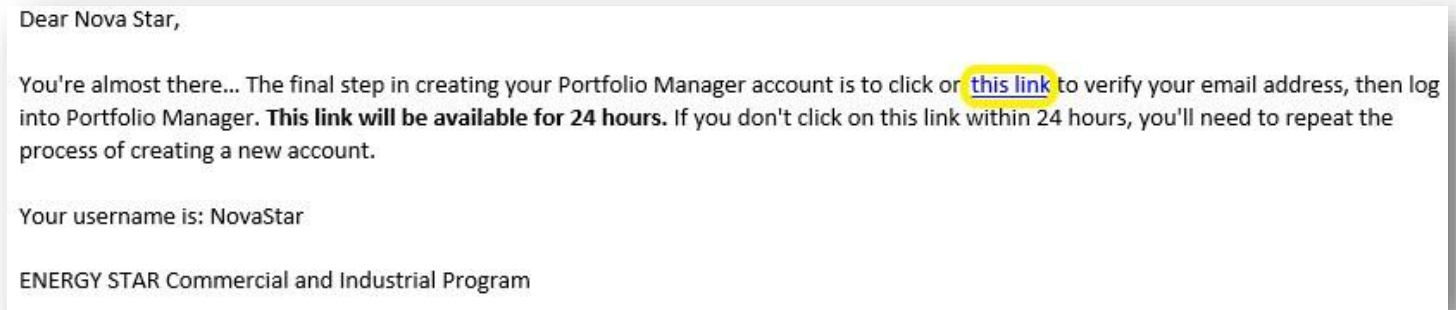 Dear Nova Star,
You're almost there... The final step in creating your Portfolio Manager account is to click on this link to verify your email address, then log
into Portfolio Manager. This link will be available for 24 hours. If you don't click on this link within 24 hours, you'll need to repeat the
process of creating a new account.
Your username is: NovaStar
ENERGY STAR Commercial and Industrial Program